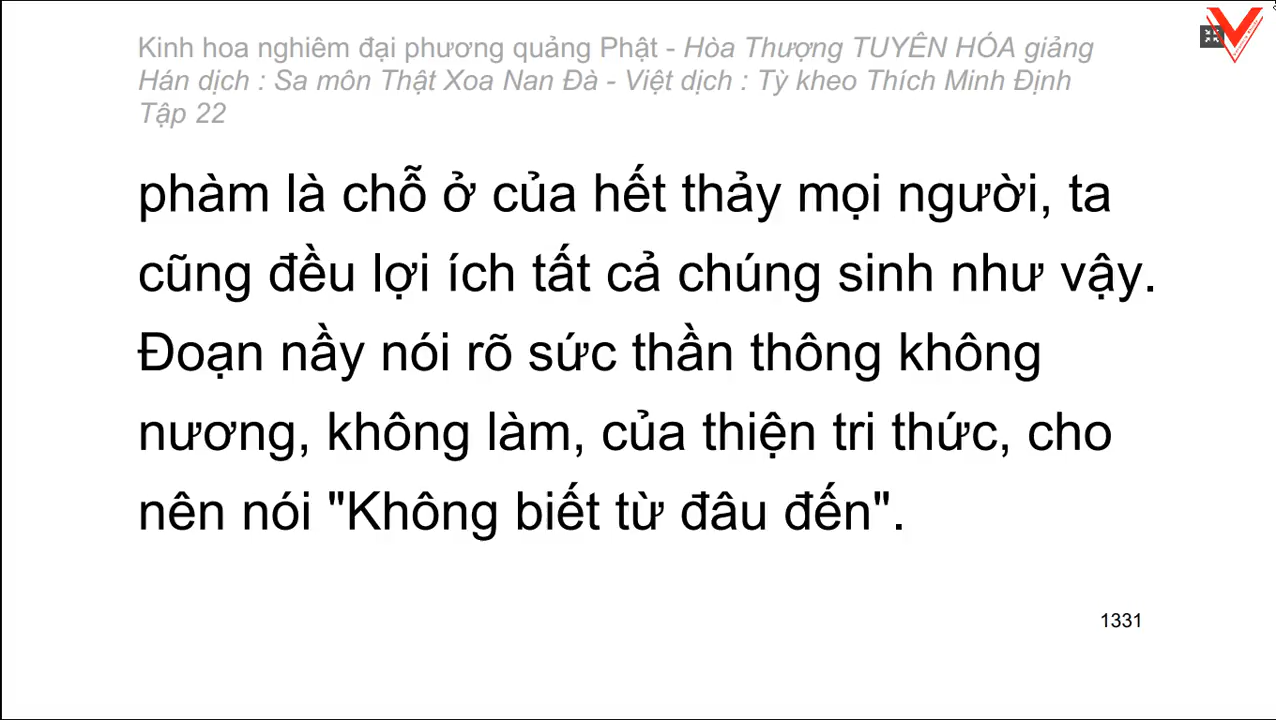 Kinh hoa nghiêm đại phương quảng Phật - Hòa Thượng TUYÊN HÓA giảng
Hán dịch : Sa môn Thật Xoa Nan Đà - Việt dịch : Tỳ kheo Thích Minh Định
Tập 22
phàm là chỗ ở của hết thảy mọi người, ta
cũng đều lợi ích tất cả chúng sinh như vậy.
Đoạn nầy nói rõ sức thần thông không
nương, không làm, của thiện tri thức, cho
nên nói "Không biết từ đâu đến".
1331